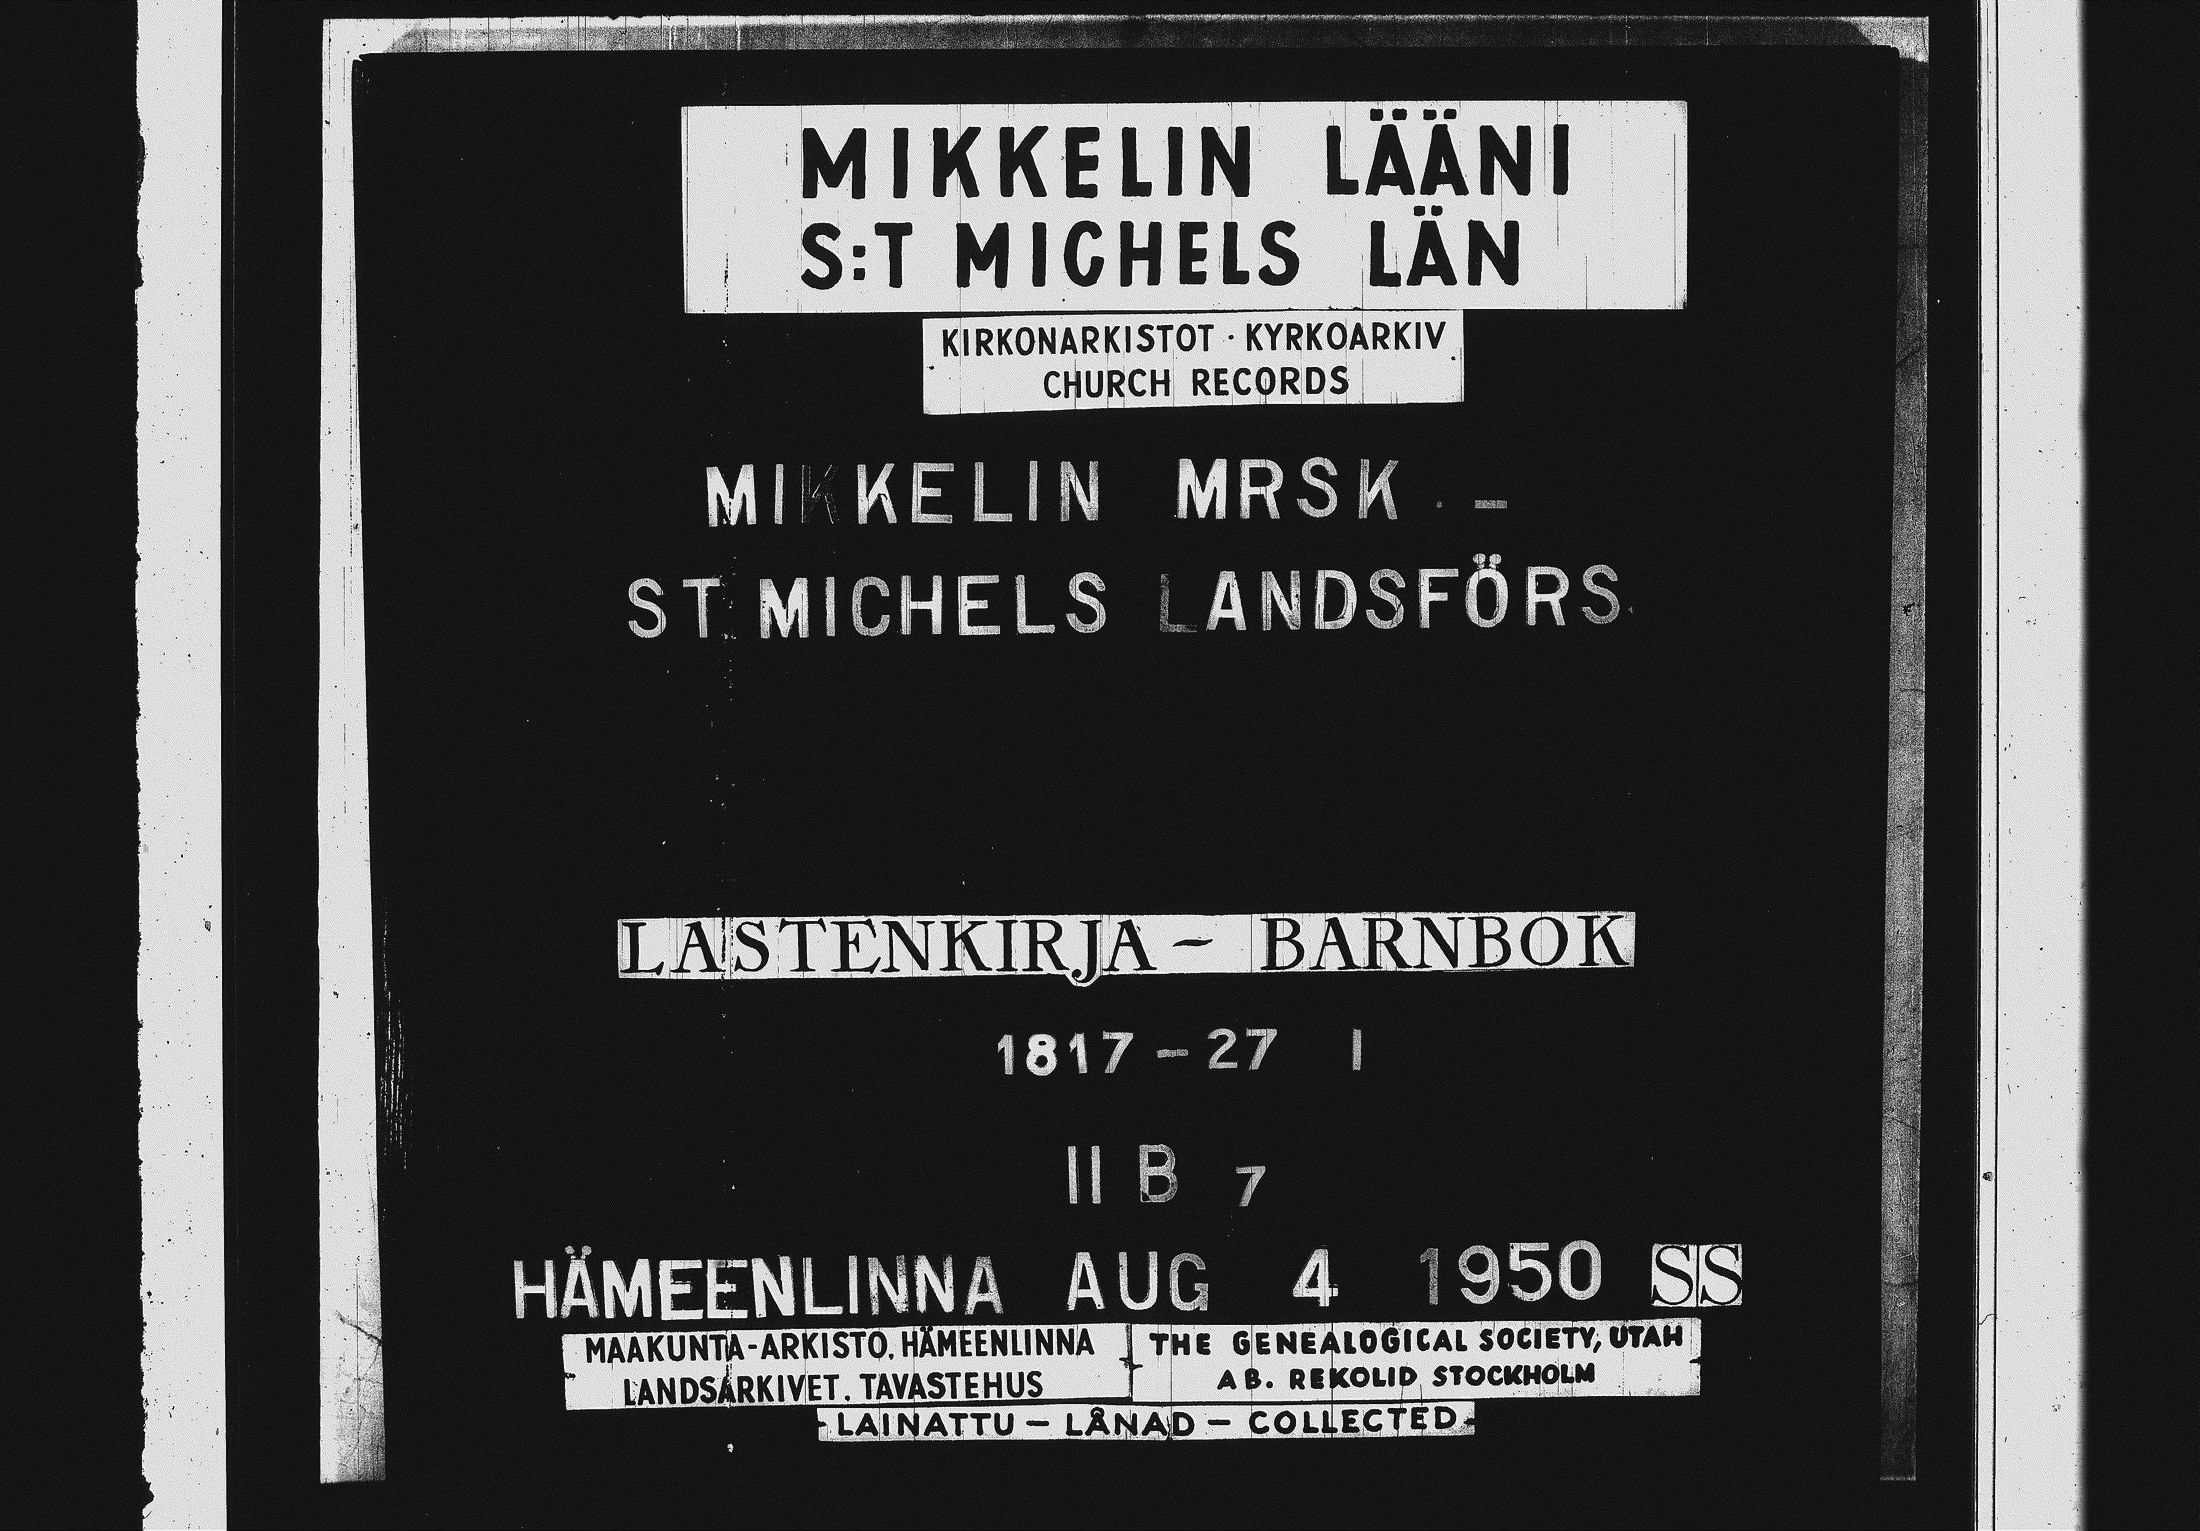 MIKKELIN LÄÄNI
S:T MICHELS LÄN
KIRKONARKISTOT · KYRKOARKIV
CHURCH RECORDS
MIKKELIN MRSK. –
ST MICHELS LANDSFÖRS.
LASTENKIRJA – BARNBOK
1817 – 27 I
II B 7
HÄMEENLINNA AUG 4 1950 SS
MAAKUNTA-ARKISTO, HÄMEENLINNA
LANDSARKIVET. TAVASTEHUS
THE GENEALOGICAL SOCIETY, UTAH
AB. REKOLID STOCKHOLM
LAINATTU – LÅNAD – COLLECTED